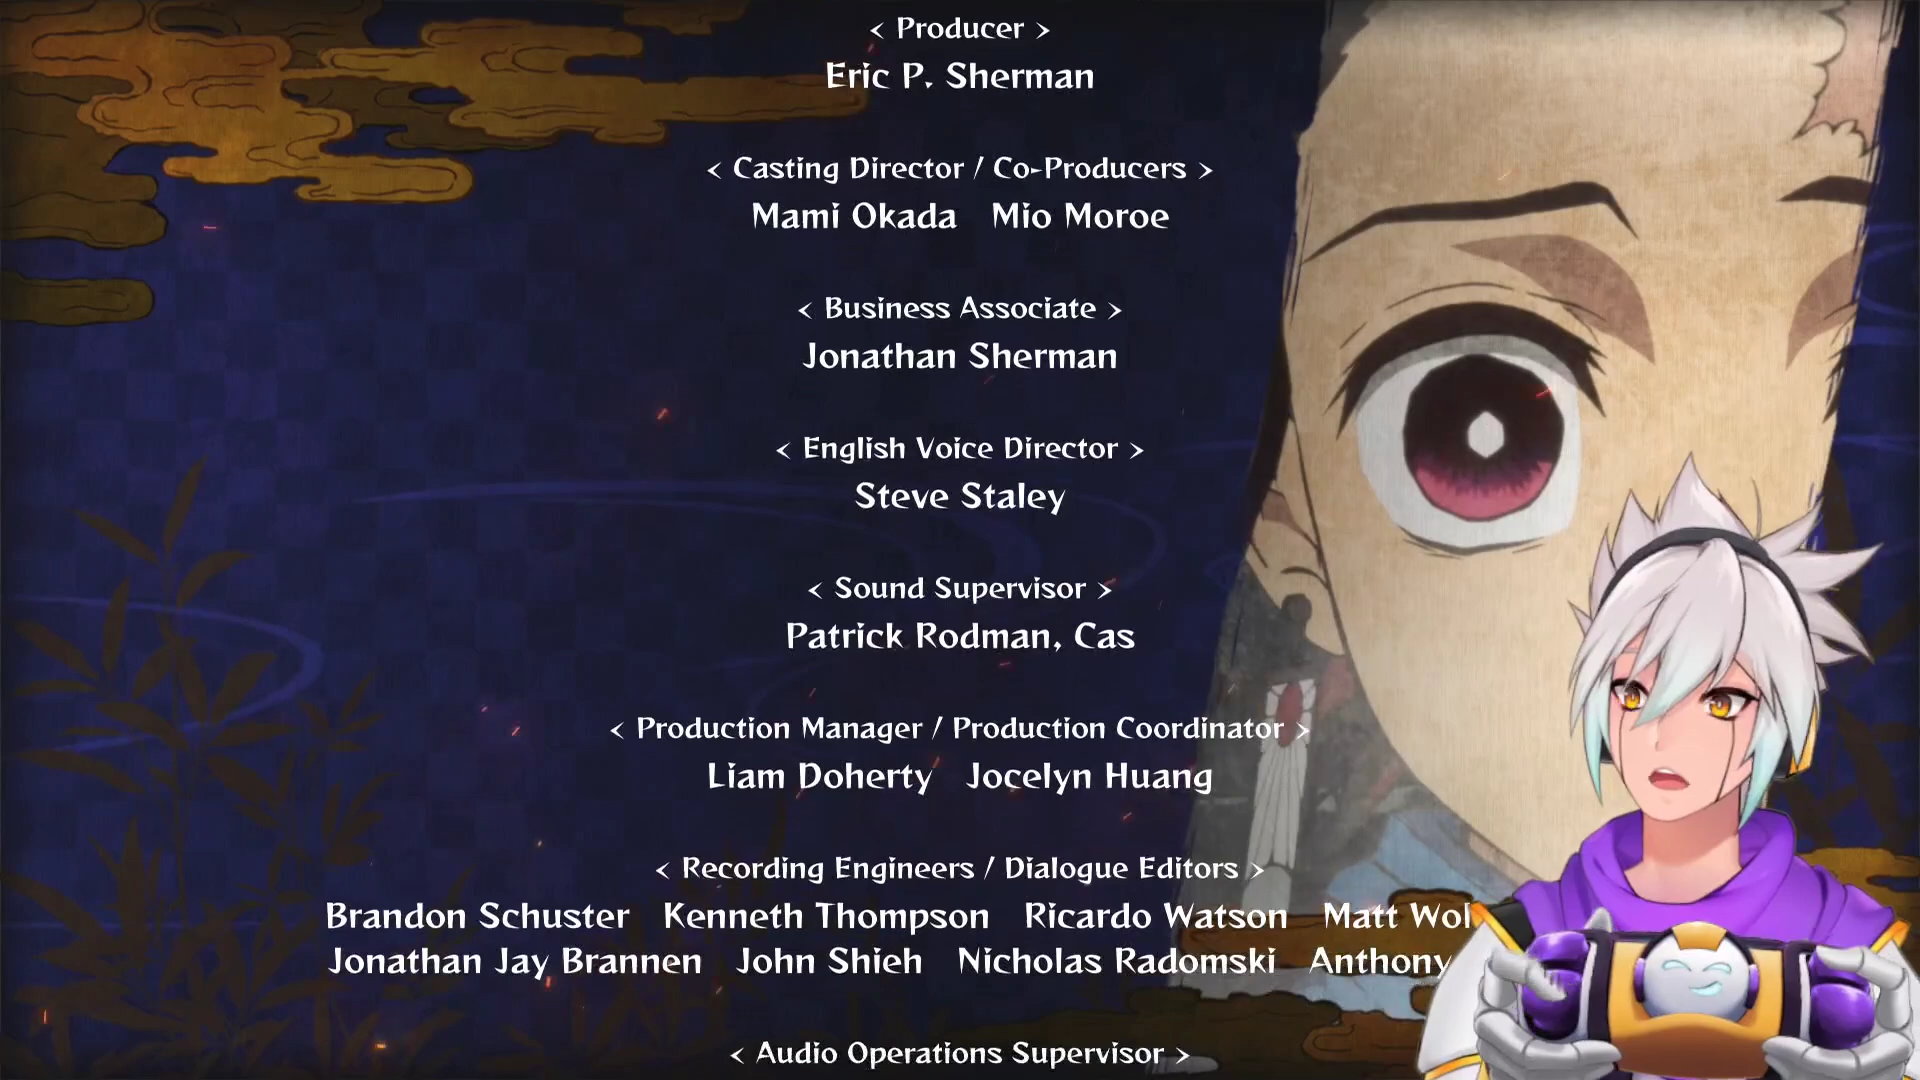 < Producer >
Eric P. Sherman
< Casting Director / Co-Producers >
Mami Okada Mio Moroe
< Business Associate >
Jonathan Sherman
< English Voice Director >
Steve Staley
< Sound Supervisor >
Patrick Rodman, Cas
< Production Manager / Production Coordinator >
Liam Doherty Jocelyn Huang
< Recording Engineers / Dialogue Editors >
Brandon Schuster Kenneth Thompson Ricardo Watson Matt
Jonathan Jay Brannen John Shieh Nicholas Radomski Anthony
< Audio Operations Supervisor >